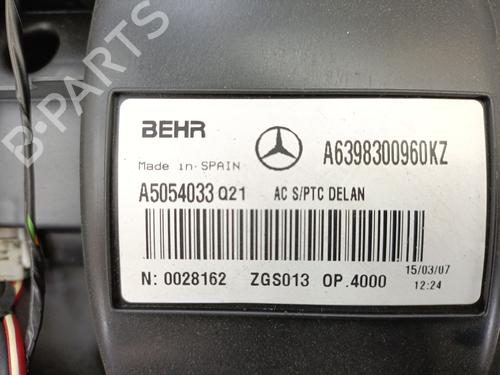 B-PARTS
BEHR
A6398300960KZ
Made in·SPAIN
A5054033 Q21 AC S/PTC DELAN
N: 0028162 ZGS013 OP.4000 15/03/07
12:24